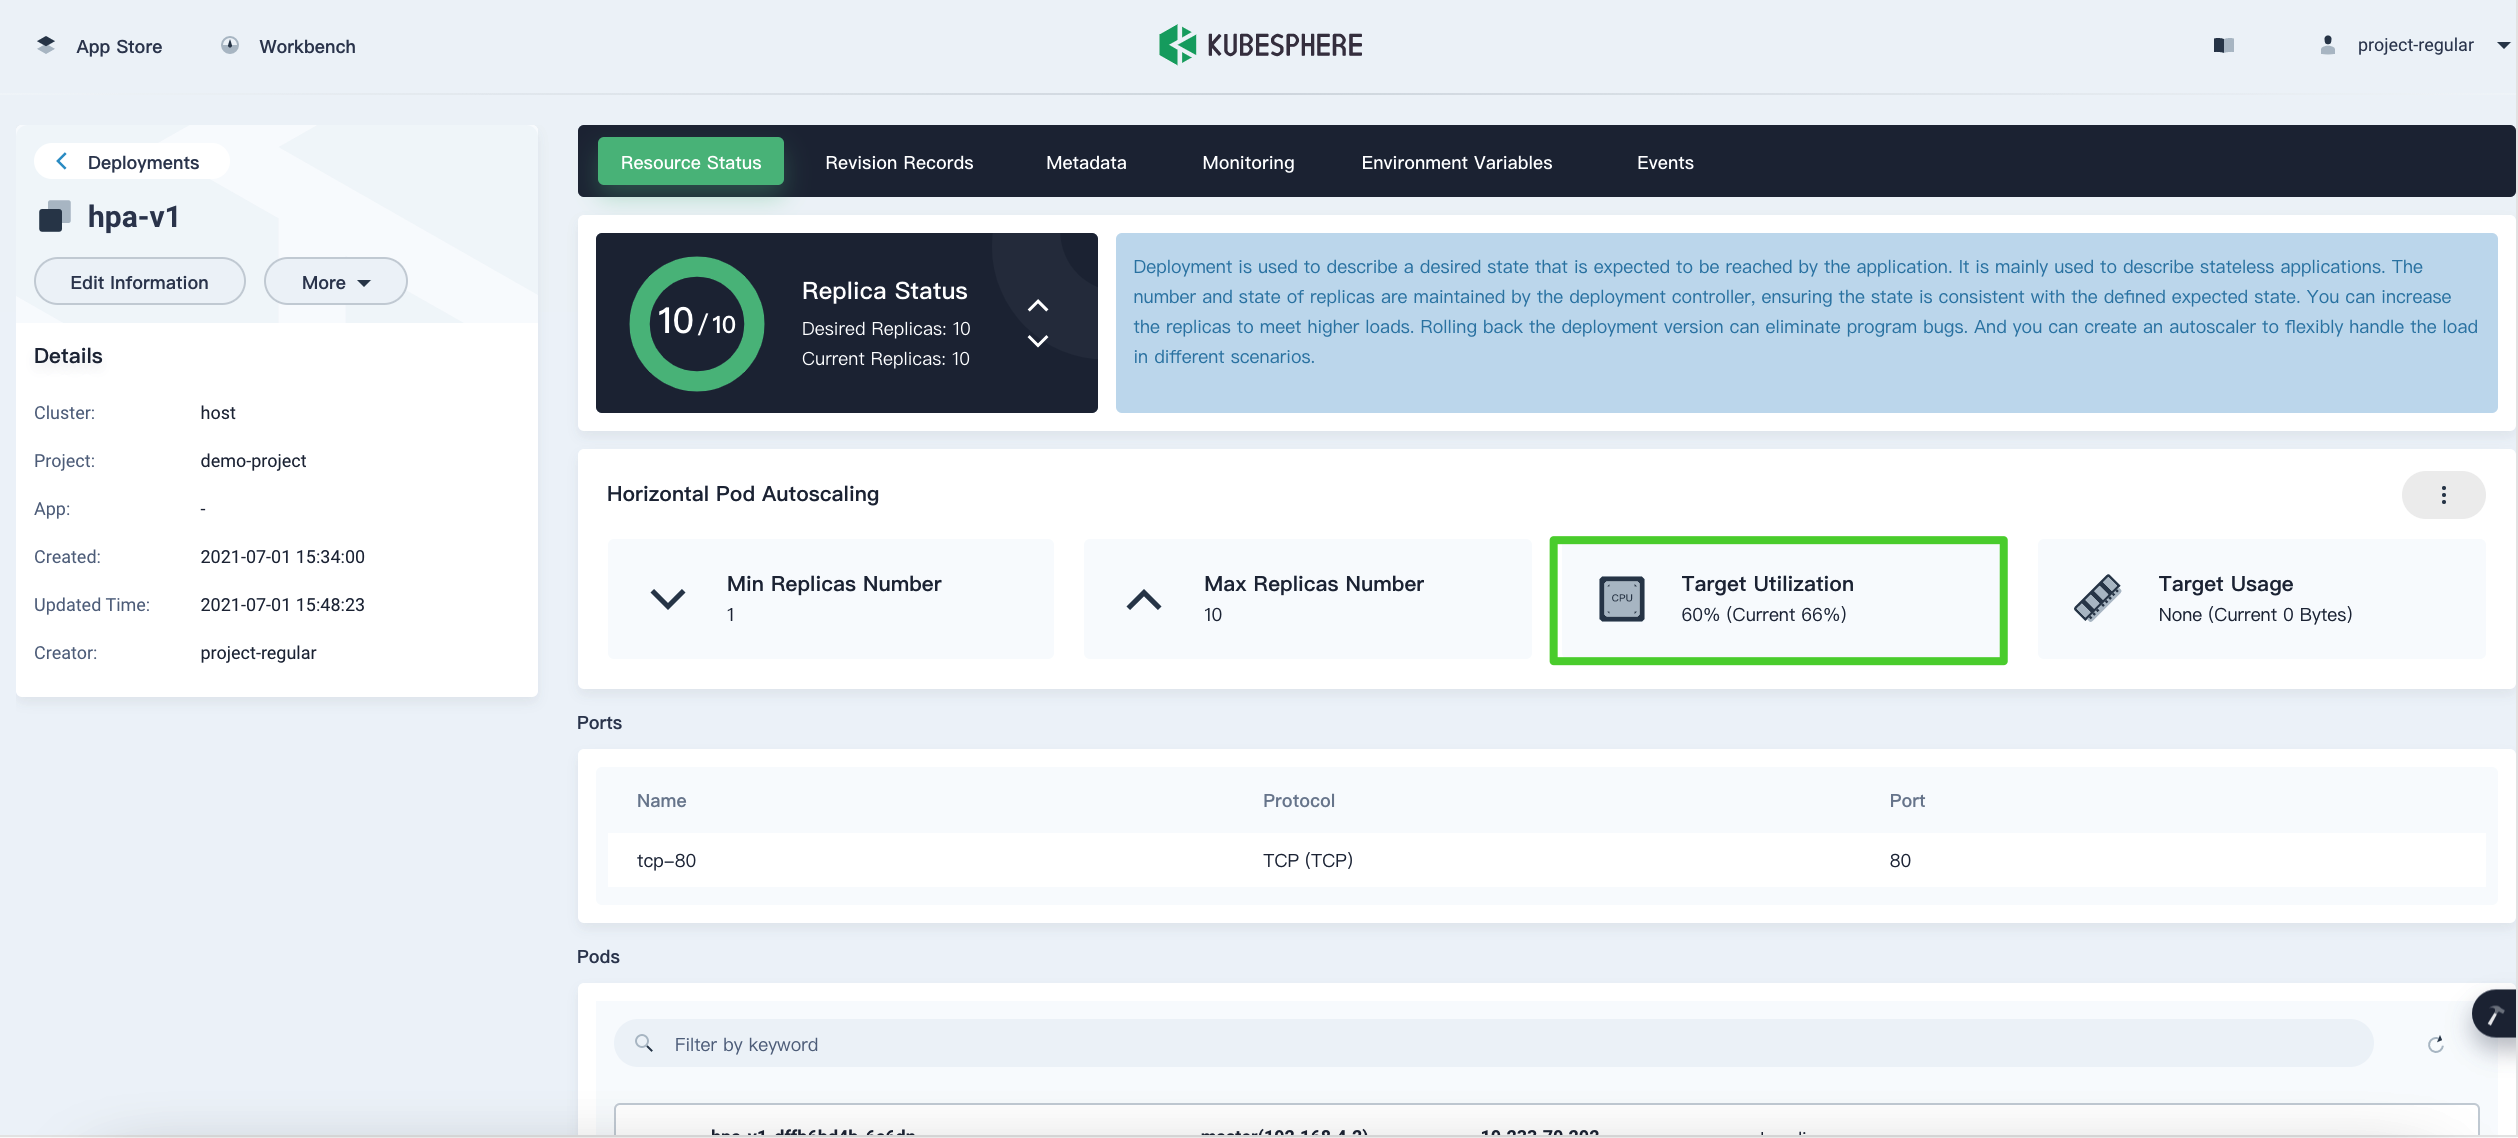 App Store
Workbench
KUBESPHERE
project-regular
Deployments
hpa-v1
Edit Information
More
Details
Cluster: host
Project: demo-project
App: -
Created: 2021-07-01 15:34:00
Updated Time: 2021-07-01 15:48:23
Creator: project-regular
Resource Status
Revision Records
Metadata
Monitoring
Environment Variables
Events
10/10
Replica Status
Desired Replicas: 10
Current Replicas: 10
Deployment is used to describe a desired state that is expected to be reached by the application. It is mainly used to describe stateless applications. The
number and state of replicas are maintained by the deployment controller, ensuring the state is consistent with the defined expected state. You can increase
the replicas to meet higher loads. Rolling back the deployment version can eliminate program bugs. And you can create an autoscaler to flexibly handle the load
in different scenarios.
Horizontal Pod Autoscaling
Min Replicas Number
1
Max Replicas Number
10
CPU
Target Utilization
60% (Current 66%)
Target Usage
None (Current 0 Bytes)
Ports
Name Protocol Port
tcp-80 TCP (TCP) 80
Pods
Filter by keyword